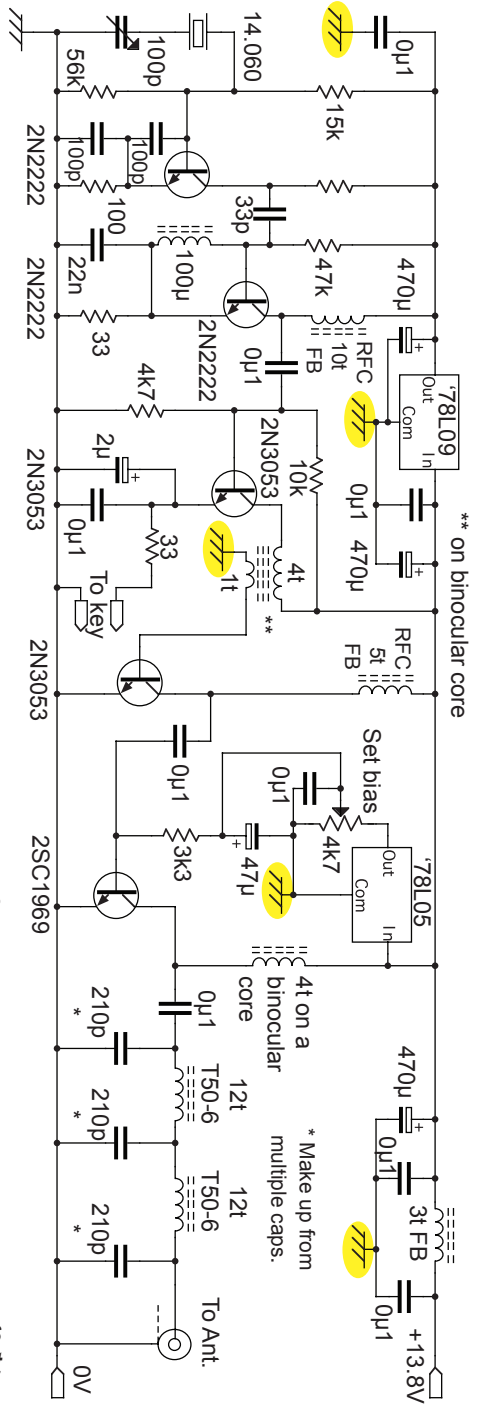 ** on binocular core
+13.8V
470µ
'78L09
Out
In
Com
0µ1
470µ
RFC
5t
FB
Set bias
4k7
'78L05
Out
In
Com
470µ
0µ1
3t FB
0µ1
0µ1
15k
47k
RFC
10t
FB
10k
4t
1t
**
0µ1
47µ
+
4t on a
binocular
core
* Make up from
multiple caps.
14.060
100p
33p
100µ
0µ1
2N2222
2N3053
33
3k3
0µ1
0µ1
12t
T50-6
12t
T50-6
To Ant.
56k
100p
100p
100
22n
33
4k7
2µ
+
0µ1
To key
210p
*
210p
*
210p
*
0V
2N2222
2N2222
2N3053
2N3053
2SC1969